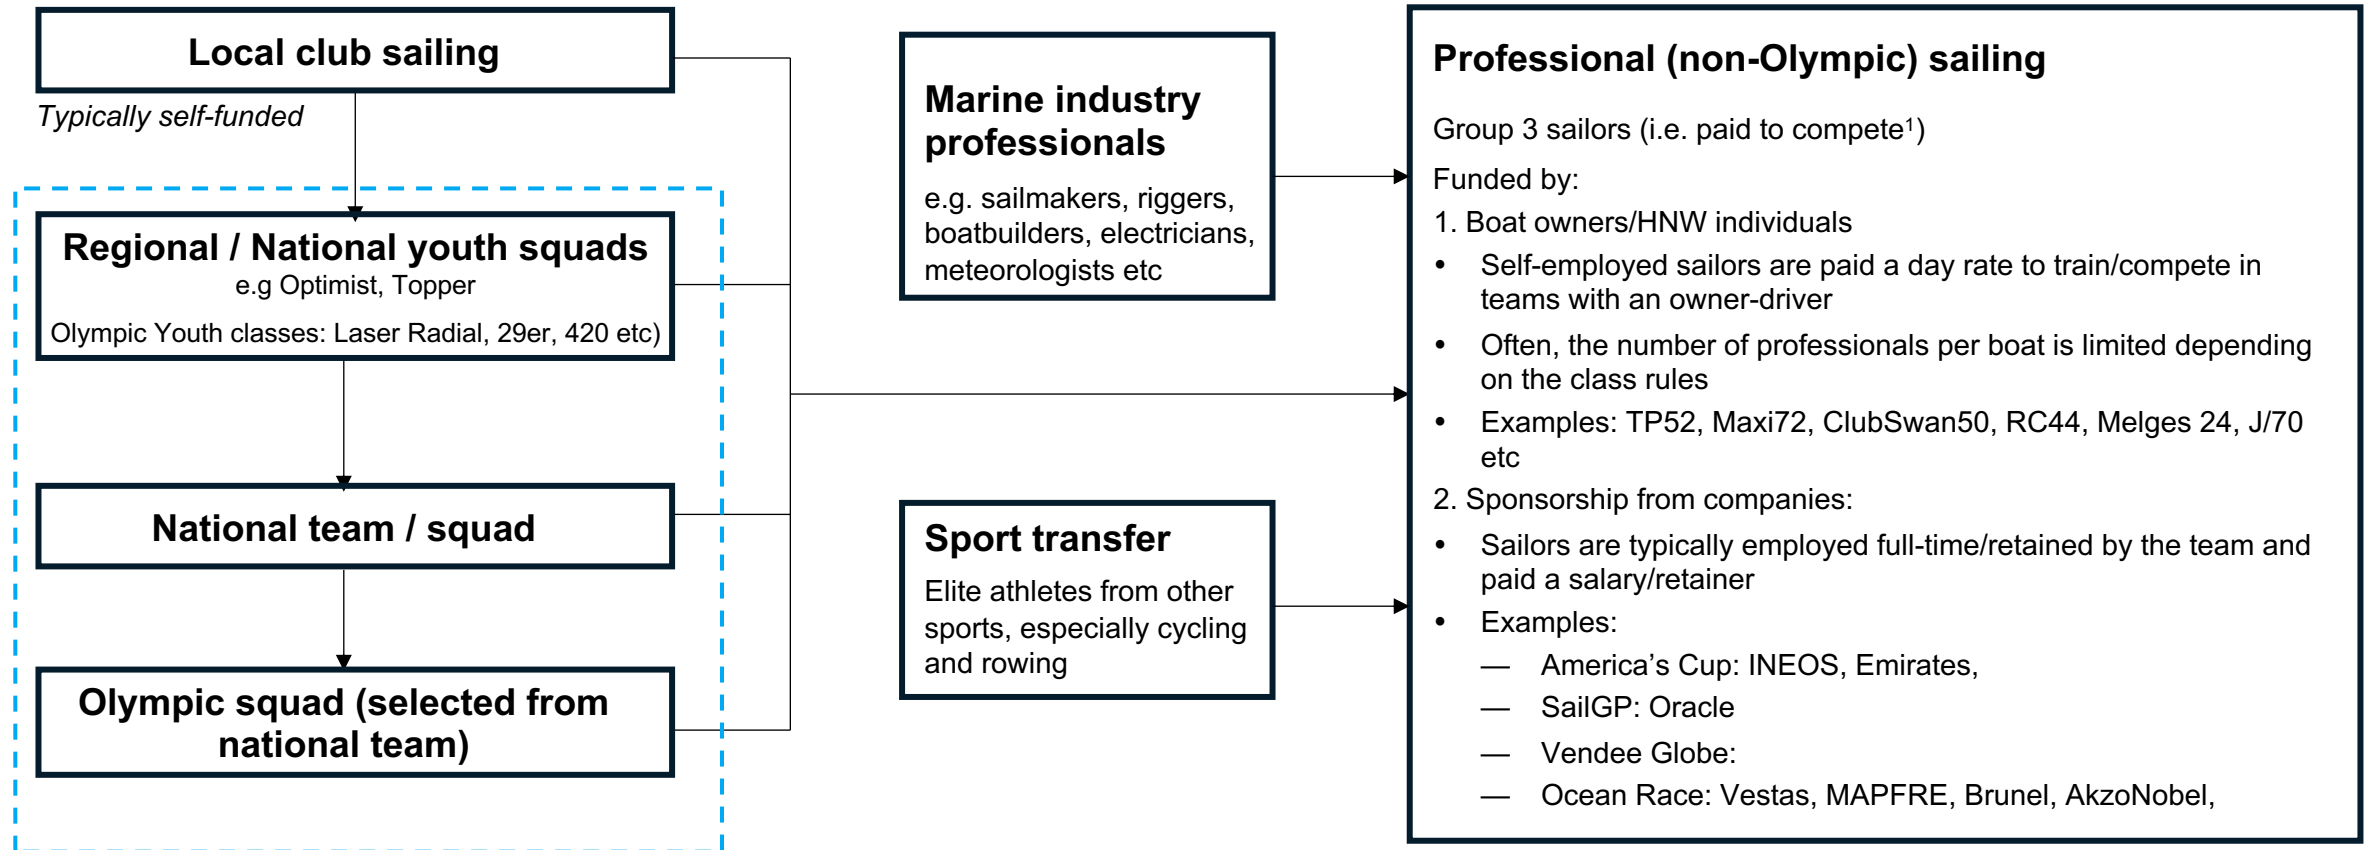 Local club sailing
Typically self-funded
Regional / National youth squads
e.g Optimist, Topper
Olympic Youth classes: Laser Radial, 29er, 420 etc)
National team / squad
Olympic squad (selected from
national team)
Marine industry
professionals
e.g. sailmakers, riggers,
boatbuilders, electricians,
meteorologists etc
Sport transfer
Elite athletes from other
sports, especially cycling
and rowing
Professional (non-Olympic) sailing
Group 3 sailors (i.e. paid to compete¹)
Funded by:
1. Boat owners/HNW individuals
• Self-employed sailors are paid a day rate to train/compete in
teams with an owner-driver
• Often, the number of professionals per boat is limited depending
on the class rules
• Examples: TP52, Maxi72, ClubSwan50, RC44, Melges 24, J/70
etc
2. Sponsorship from companies:
• Sailors are typically employed full-time/retained by the team and
paid a salary/retainer
• Examples:
— America’s Cup: INEOS, Emirates,
— SailGP: Oracle
— Vendee Globe:
— Ocean Race: Vestas, MAPFRE, Brunel, AkzoNobel,